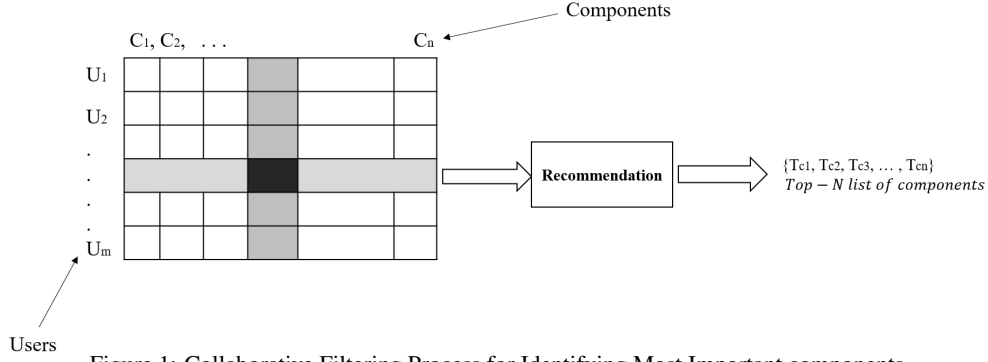 Components
C1, C2, . . . Cn
U1
U2
.
.
.
.
Um
Users
Recommendation
{Tc1, Tc2, Tc3, … , Tcn}
Top – N list of components
Figure 1: Collaborative Filtering Process for Identifying Most Important components